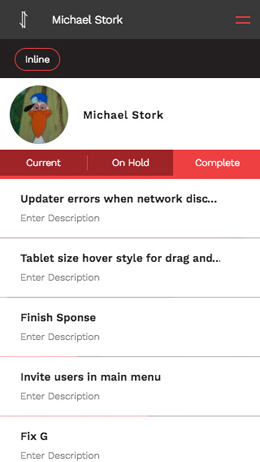 Michael Stork
Inline
Michael Stork
Current On Hold Complete
Updater errors when network disc...
Enter Description
Tablet size hover style for drag and...
Enter Description
Finish Sponse
Enter Description
Invite users in main menu
Enter Description
Fix G
Enter Description